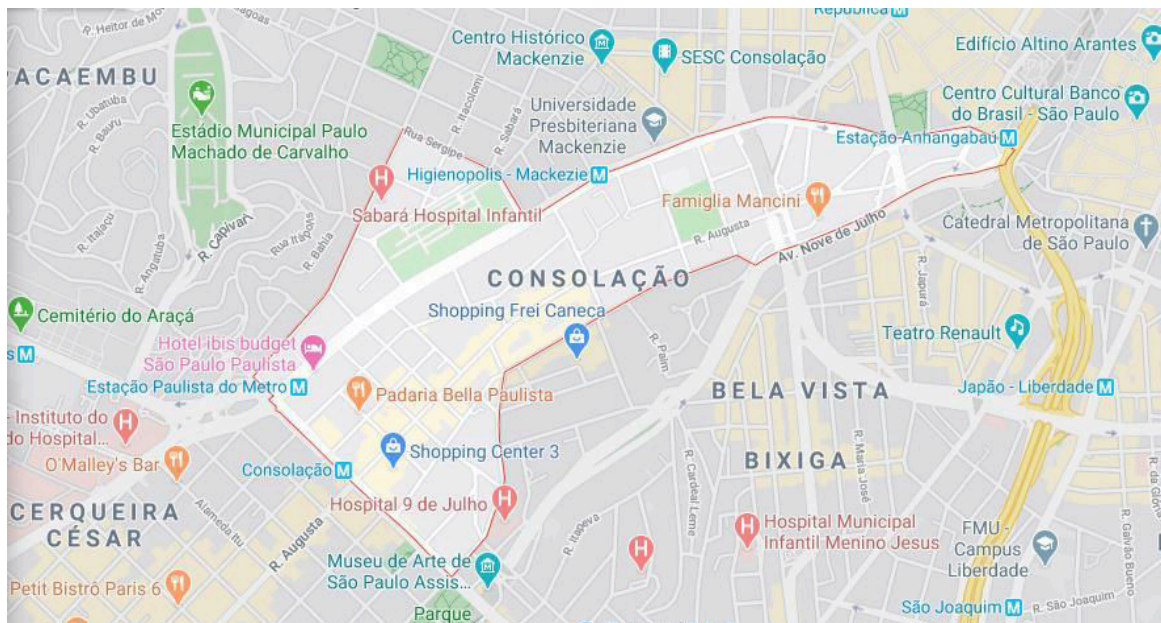 R. Heitor de Mor
agoas
República M
Centro Histórico
Mackenzie
SESC Consolação
Edifício Altino Arantes
ACAEMBU
Centro Cultural Banco
do Brasil - São Paulo
R. Ubatuba
R. Bauru
Estádio Municipal Paulo
Machado de Carvalho
R. Itacolomi
R. Sabará
Rua Sergipe
Universidade
Presbiteriana
Mackenzie
Estação Anhangabaú M
H
Higienopolis - Mackezie M
Sabará Hospital Infantil
Famiglia Mancini
R. Itajaçu
R. Angatuba
R. Capivari
Rua Itápolis
R. Bahia
R. Augusta
Av. Nove de Julho
Catedral Metropolitana
de São Paulo
CONSOLAÇÃO
R. Japurá
Cemitério do Araçá
Shopping Frei Caneca
Teatro Renault
s M
Hotel ibis budget
São Paulo Paulista
R. Paim
Estação Paulista do Metro M
Padaria Bella Paulista
BELA VISTA
Japão - Liberdade M
- Instituto do
do Hospital...
H
O'Malley's Bar
Shopping Center 3
BIXIGA
R. Maria José
R. da Glóri
Consolação M
Hospital 9 de Julho
H
R. Cardeal Leme
CERQUEIRA
CÉSAR
Alameda Itu
R. Augusta
R. Itapeva
H
H
Hospital Municipal
Infantil Menino Jesus
FMU -
Campus
Liberdade
R. Galvão Bueno
Museu de Arte de
São Paulo Assis...
Petit Bistrô Paris 6
Parque
São Joaquim M
R. São Joaquim